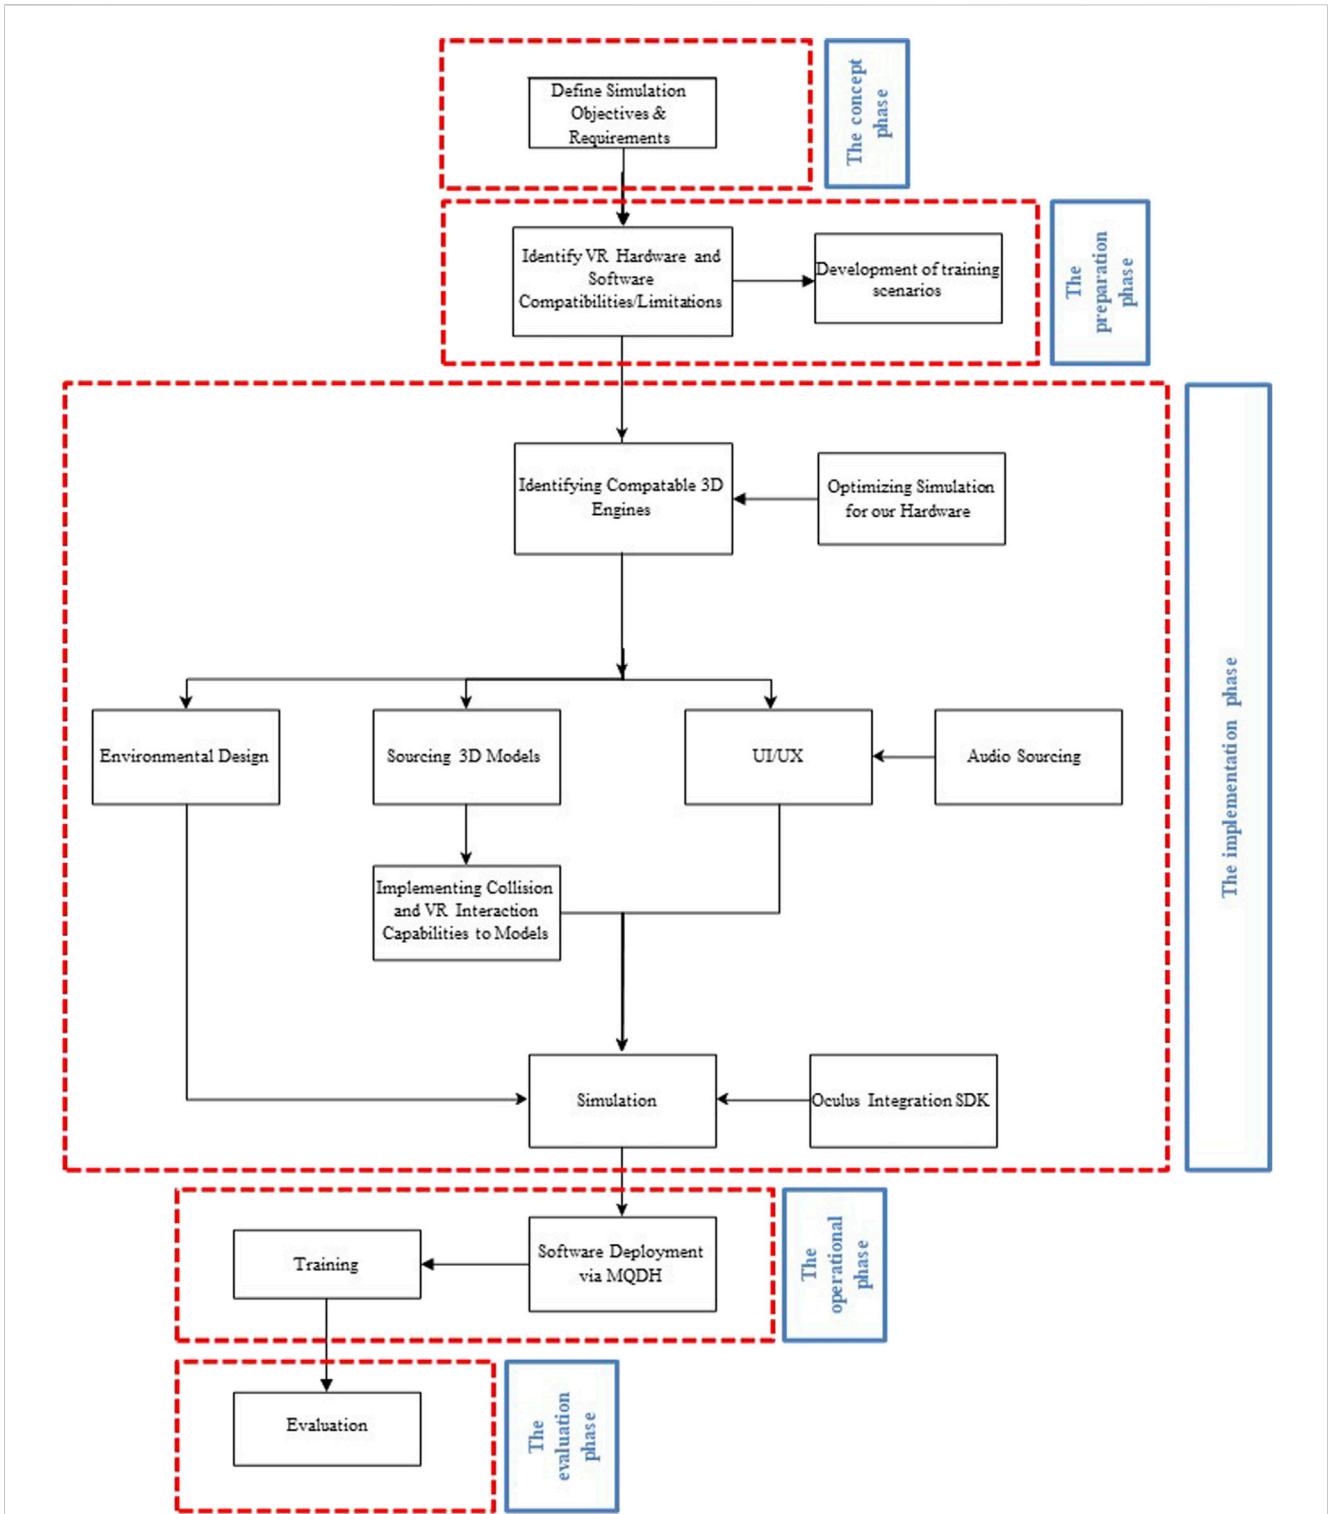 Define Simulation
Objectives &
Requirements
The concept
phase
Identify VR Hardware and
Software
Compatibilities/Limitations
Development of training
scenarios
The
preparation
phase
Identifying Compatable 3D
Engines
Optimizing Simulation
for our Hardware
Environmental Design
Sourcing 3D Models
UI/UX
Audio Sourcing
Implementing Collision
and VR Interaction
Capabilities to Models
The implementation phase
Simulation
Oculus Integration SDK
Training
Software Deployment
via MQDH
The
operational
phase
Evaluation
The
evaluation
phase